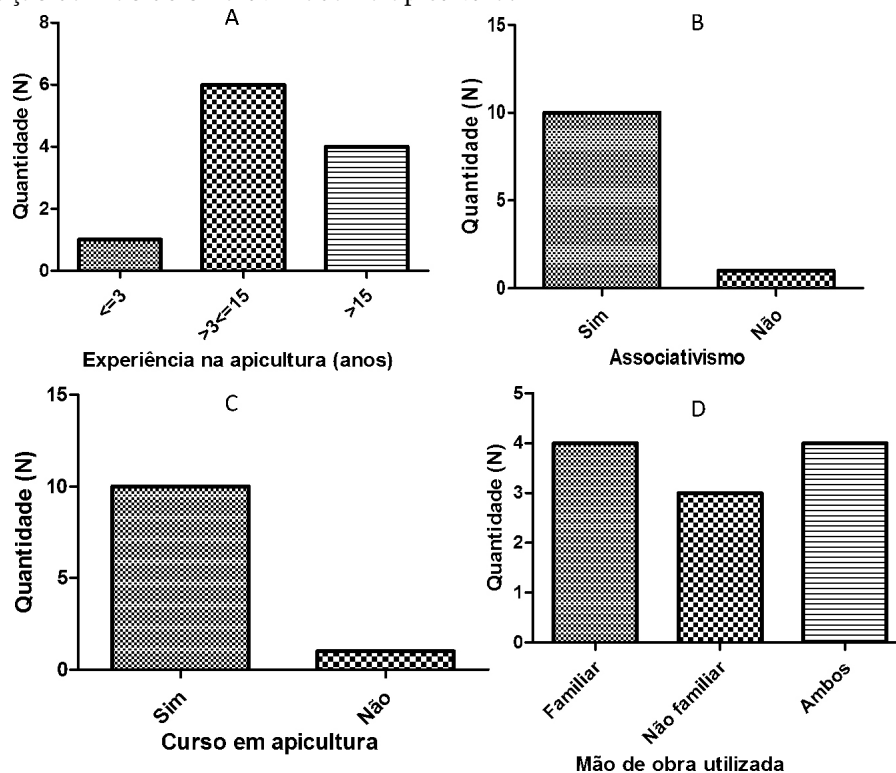 A
Quantidade (N)
8
6
4
2
0
<=3
>3<=15
>15
Experiência na apicultura (anos)
B
Quantidade (N)
15
10
5
0
Sim
Não
Associativismo
C
Quantidade (N)
15
10
5
0
Sim
Não
Curso em apicultura
D
Quantidade (N)
5
4
3
2
1
0
Familiar
Não familiar
Ambos
Mão de obra utilizada